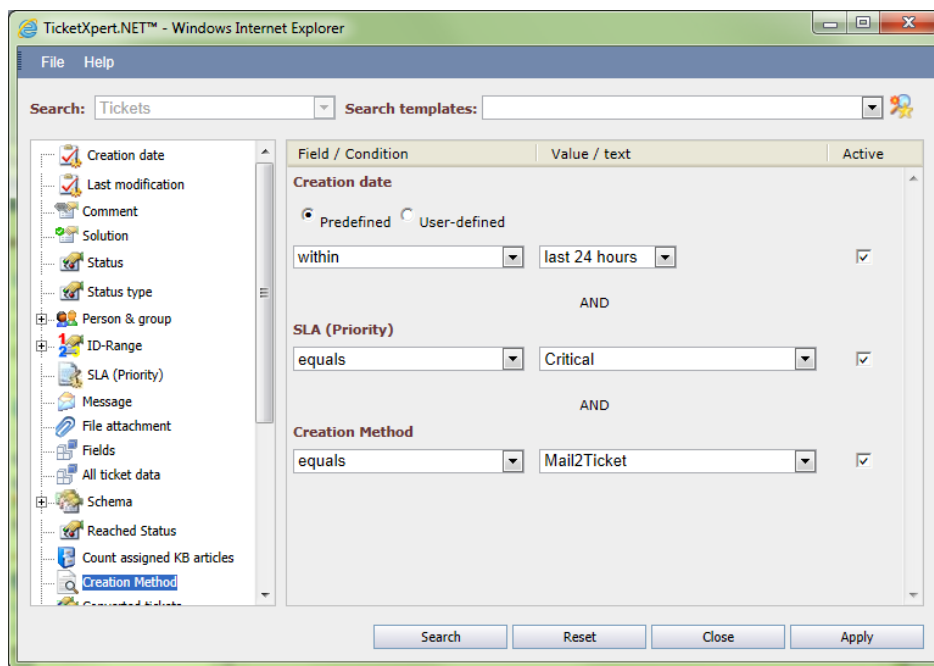 TicketXpert.NET™ - Windows Internet Explorer
File Help
Search: Tickets Search templates:
Creation date
Last modification
Comment
Solution
Status
Status type
Person & group
ID-Range
SLA (Priority)
Message
File attachment
Fields
All ticket data
Schema
Reached Status
Count assigned KB articles
Creation Method
Converted tickets
Field / Condition Value / text Active
Creation date
Predefined User-defined
within last 24 hours
AND
SLA (Priority)
equals Critical
AND
Creation Method
equals Mail2Ticket
Search Reset Close Apply